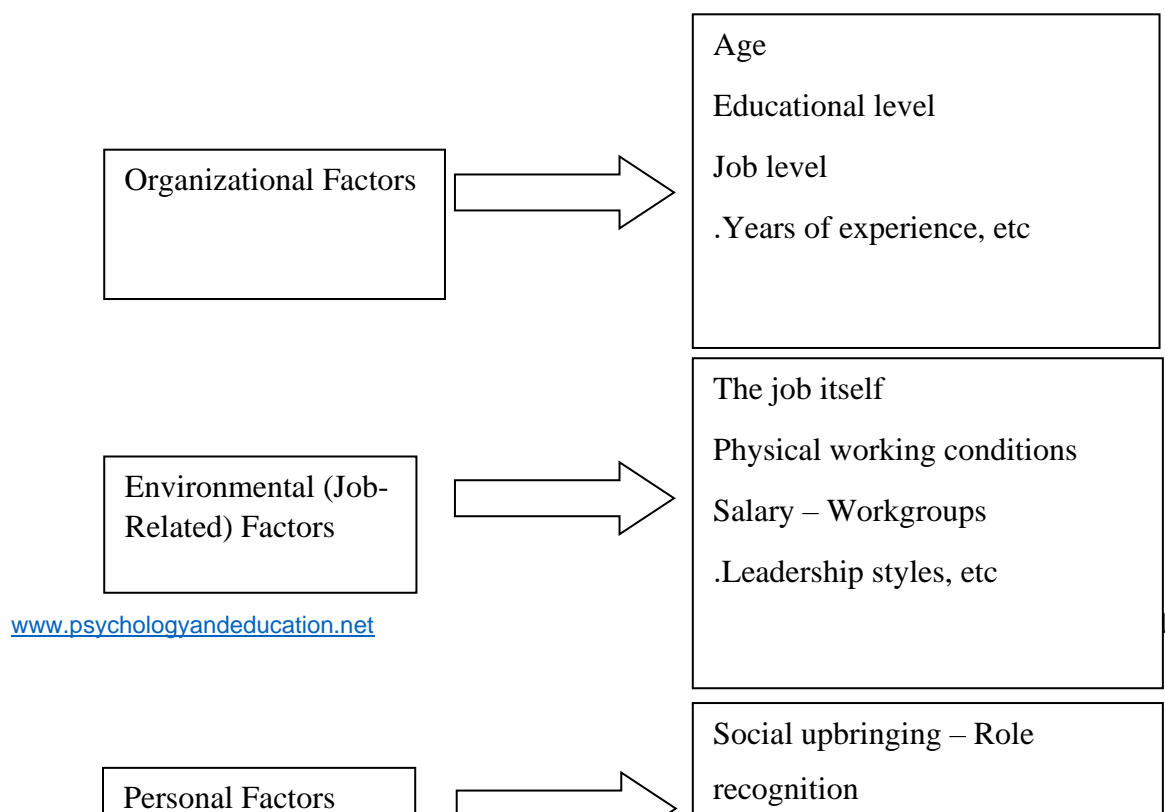 Organizational Factors
Age
Educational level
Job level
.Years of experience, etc
Environmental (Job-
Related) Factors
The job itself
Physical working conditions
Salary – Workgroups
.Leadership styles, etc
www.psychologyandeducation.net
Personal Factors
Social upbringing – Role
recognition